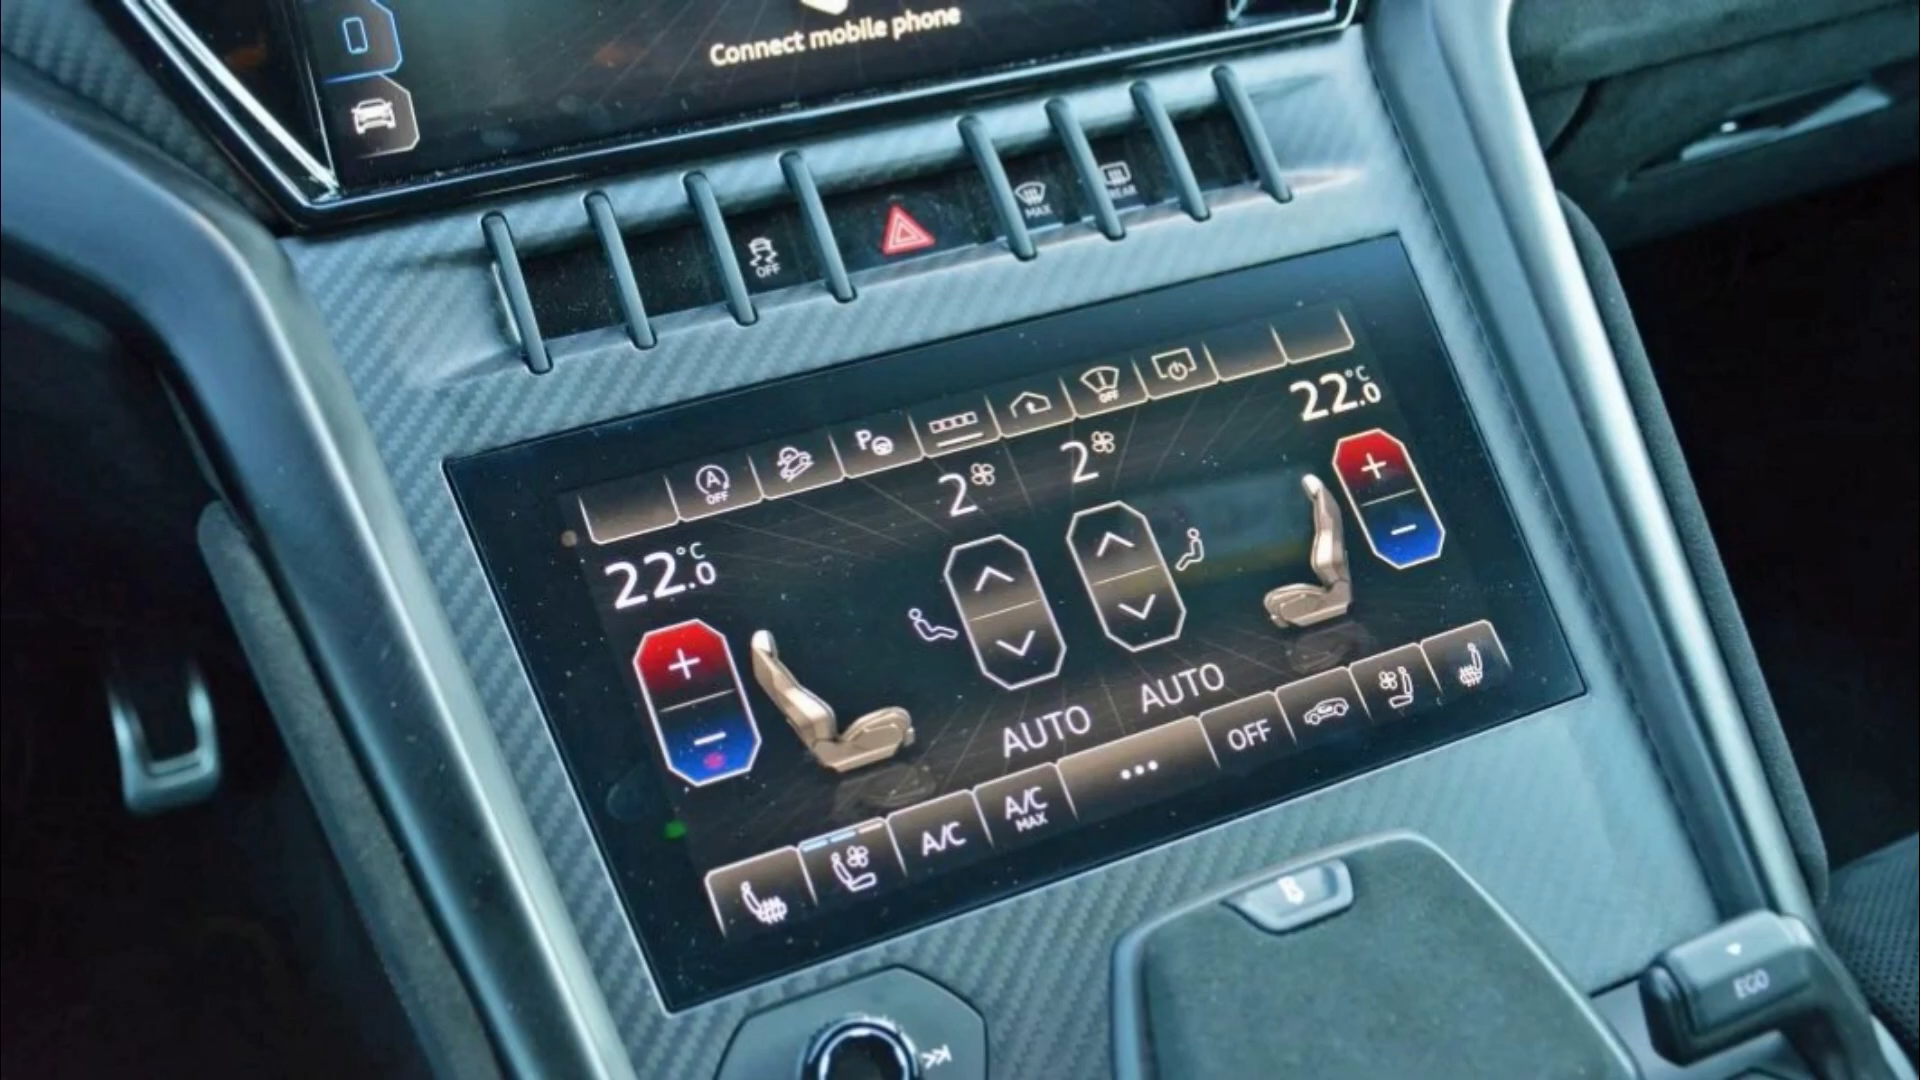 Connect mobile phone
OFF
MAX
REAR
A
OFF
P
OFF
22.0°C
2
2
22.0°C
+
−
+
−
AUTO
AUTO
A/C
A/C
MAX
...
OFF
EGO